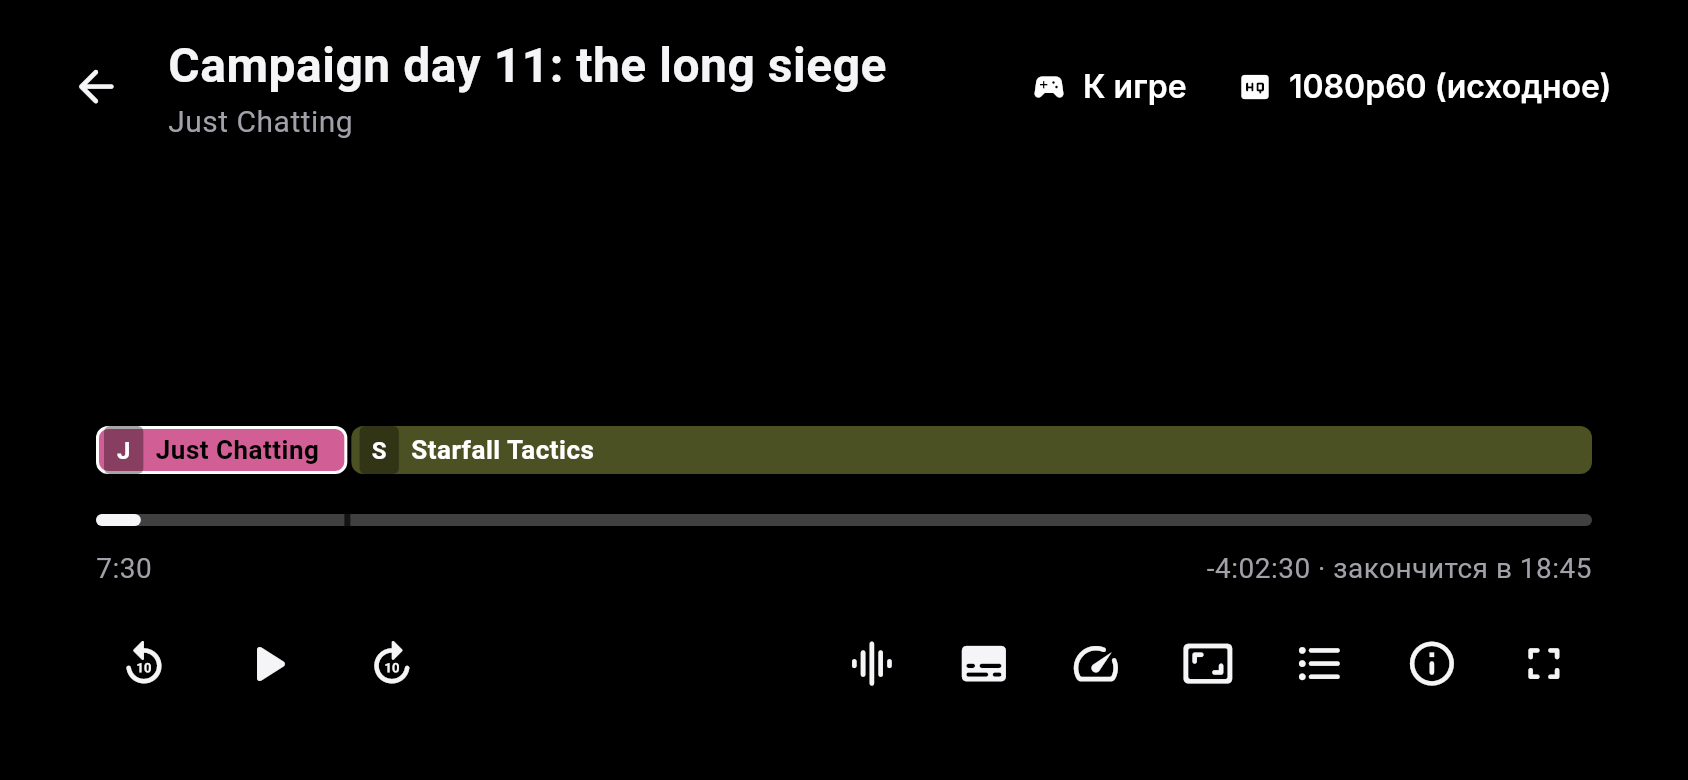 Campaign day 11: the long siege
Just Chatting
К игре
HQ 1080p60 (исходное)
J Just Chatting
S Starfall Tactics
7:30
-4:02:30 · закончится в 18:45
10
10